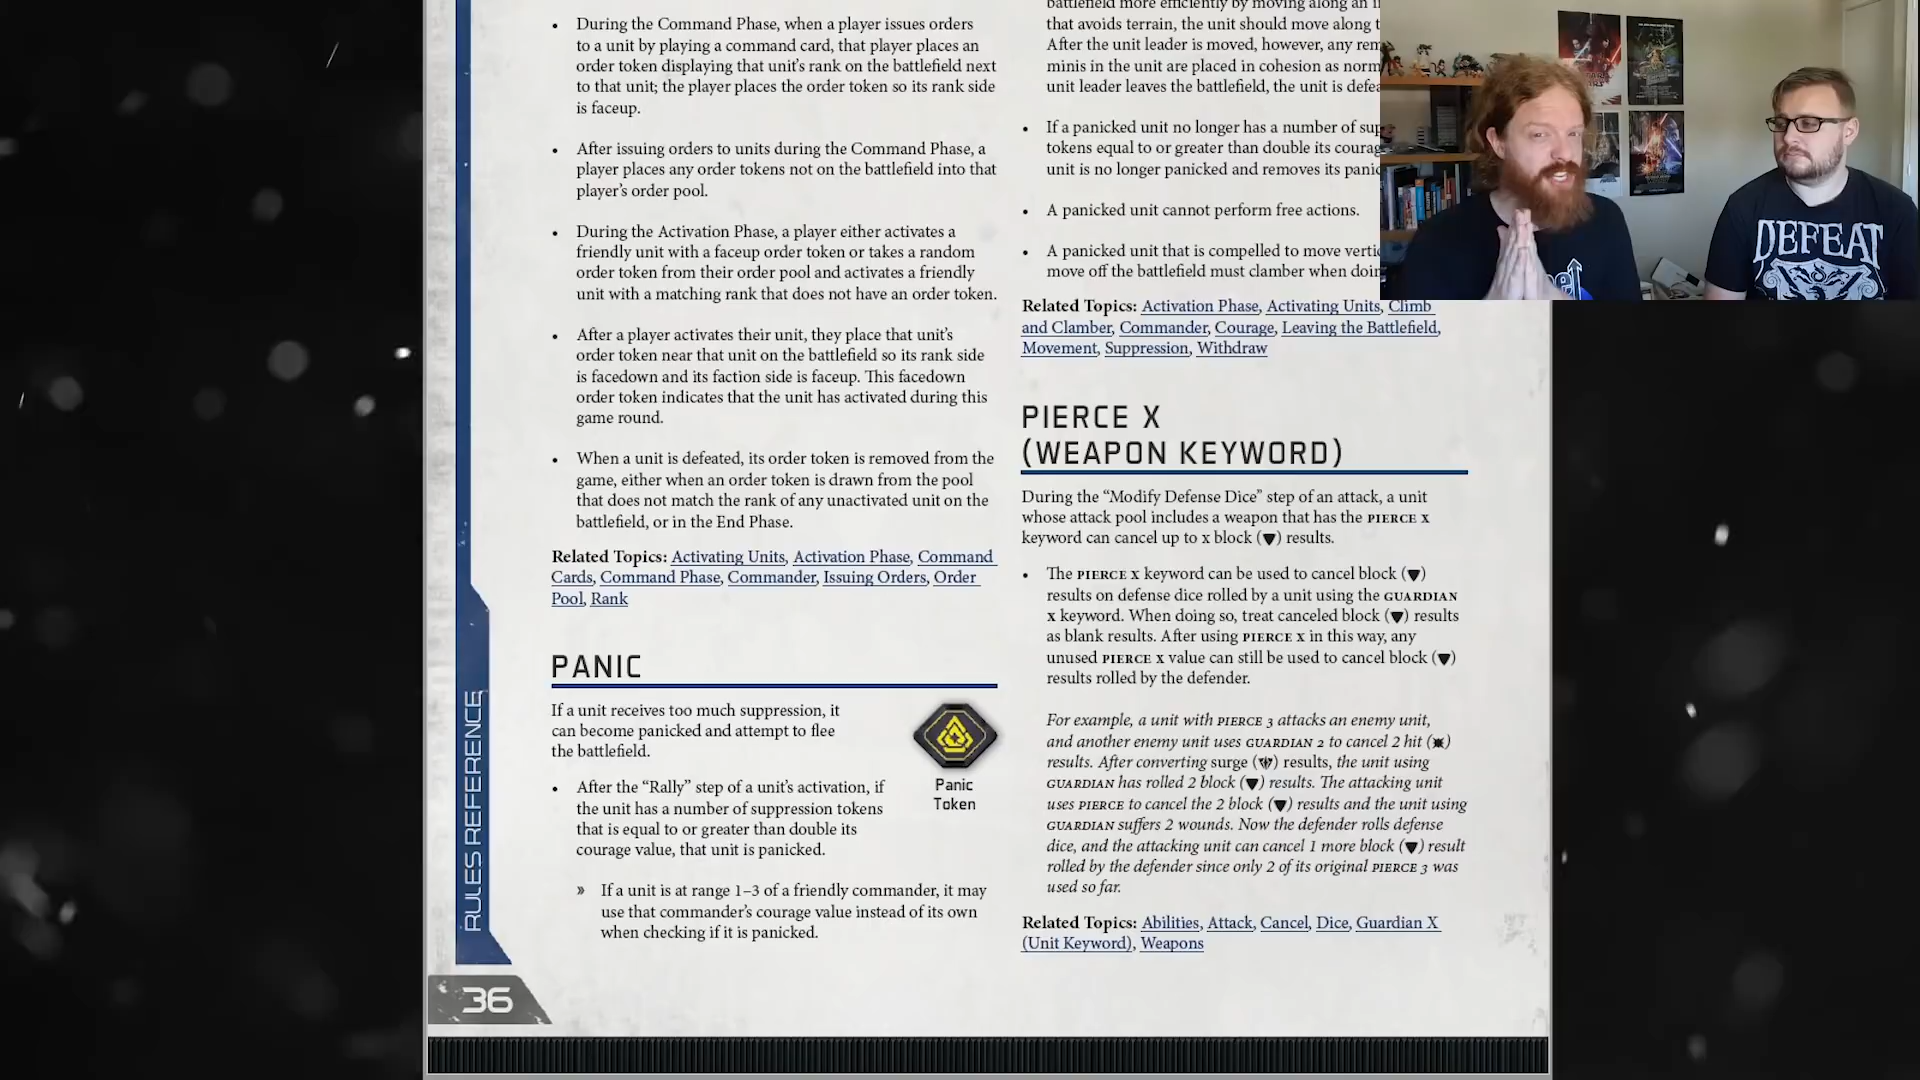 During the Command Phase, when a player issues orders
to a unit by playing a command card, that player places an
order token displaying that unit's rank on the battlefield next
to that unit; the player places the order token so its rank side
is faceup.
After issuing orders to units during the Command Phase, a
player places any order tokens not on the battlefield into that
player's order pool.
During the Activation Phase, a player either activates a
friendly unit with a faceup order token or takes a random
order token from their order pool and activates a friendly
unit with a matching rank that does not have an order token.
After a player activates their unit, they place that unit's
order token near that unit on the battlefield so its rank side
is facedown and its faction side is faceup. This facedown
order token indicates that the unit has activated during this
game round.
When a unit is defeated, its order token is removed from the
game, either when an order token is drawn from the pool
that does not match the rank of any unactivated unit on the
battlefield, or in the End Phase.
Related Topics: Activating Units, Activation Phase, Command
Cards, Command Phase, Commander, Issuing Orders, Order
Pool, Rank
PANIC
If a unit receives too much suppression, it
can become panicked and attempt to flee
the battlefield.
Panic
Token
After the “Rally” step of a unit's activation, if
the unit has a number of suppression tokens
that is equal to or greater than double its
courage value, that unit is panicked.
» If a unit is at range 1–3 of a friendly commander, it may
use that commander's courage value instead of its own
when checking if it is panicked.
battlefield more efficiently by moving along an
that avoids terrain, the unit should move along
After the unit leader is moved, however, any
minis in the unit are placed in cohesion as
unit leader leaves the battlefield, the unit is
If a panicked unit no longer has a number of
tokens equal to or greater than double its
unit is no longer panicked and removes its
A panicked unit cannot perform free actions.
A panicked unit that is compelled to move
move off the battlefield must clamber when
Related Topics: Activation Phase, Activating Units, Climb
and Clamber, Commander, Courage, Leaving the Battlefield,
Movement, Suppression, Withdraw
PIERCE X
(WEAPON KEYWORD)
During the “Modify Defense Dice” step of an attack, a unit
whose attack pool includes a weapon that has the PIERCE X
keyword can cancel up to x block (▼) results.
The PIERCE X keyword can be used to cancel block (▼)
results on defense dice rolled by a unit using the GUARDIAN
X keyword. When doing so, treat canceled block (▼) results
as blank results. After using PIERCE X in this way, any
unused PIERCE X value can still be used to cancel block (▼)
results rolled by the defender.
For example, a unit with PIERCE 3 attacks an enemy unit,
and another enemy unit uses GUARDIAN 2 to cancel 2 hit ()
results. After converting surge () results, the unit using
GUARDIAN has rolled 2 block (▼) results. The attacking unit
uses PIERCE to cancel the 2 block (▼) results and the unit using
GUARDIAN suffers 2 wounds. Now the defender rolls defense
dice, and the attacking unit can cancel 1 more block (▼) result
rolled by the defender since only 2 of its original PIERCE 3 was
used so far.
Related Topics: Abilities, Attack, Cancel, Dice, Guardian X
(Unit Keyword), Weapons
RULES REFERENCE
36
DEFEAT